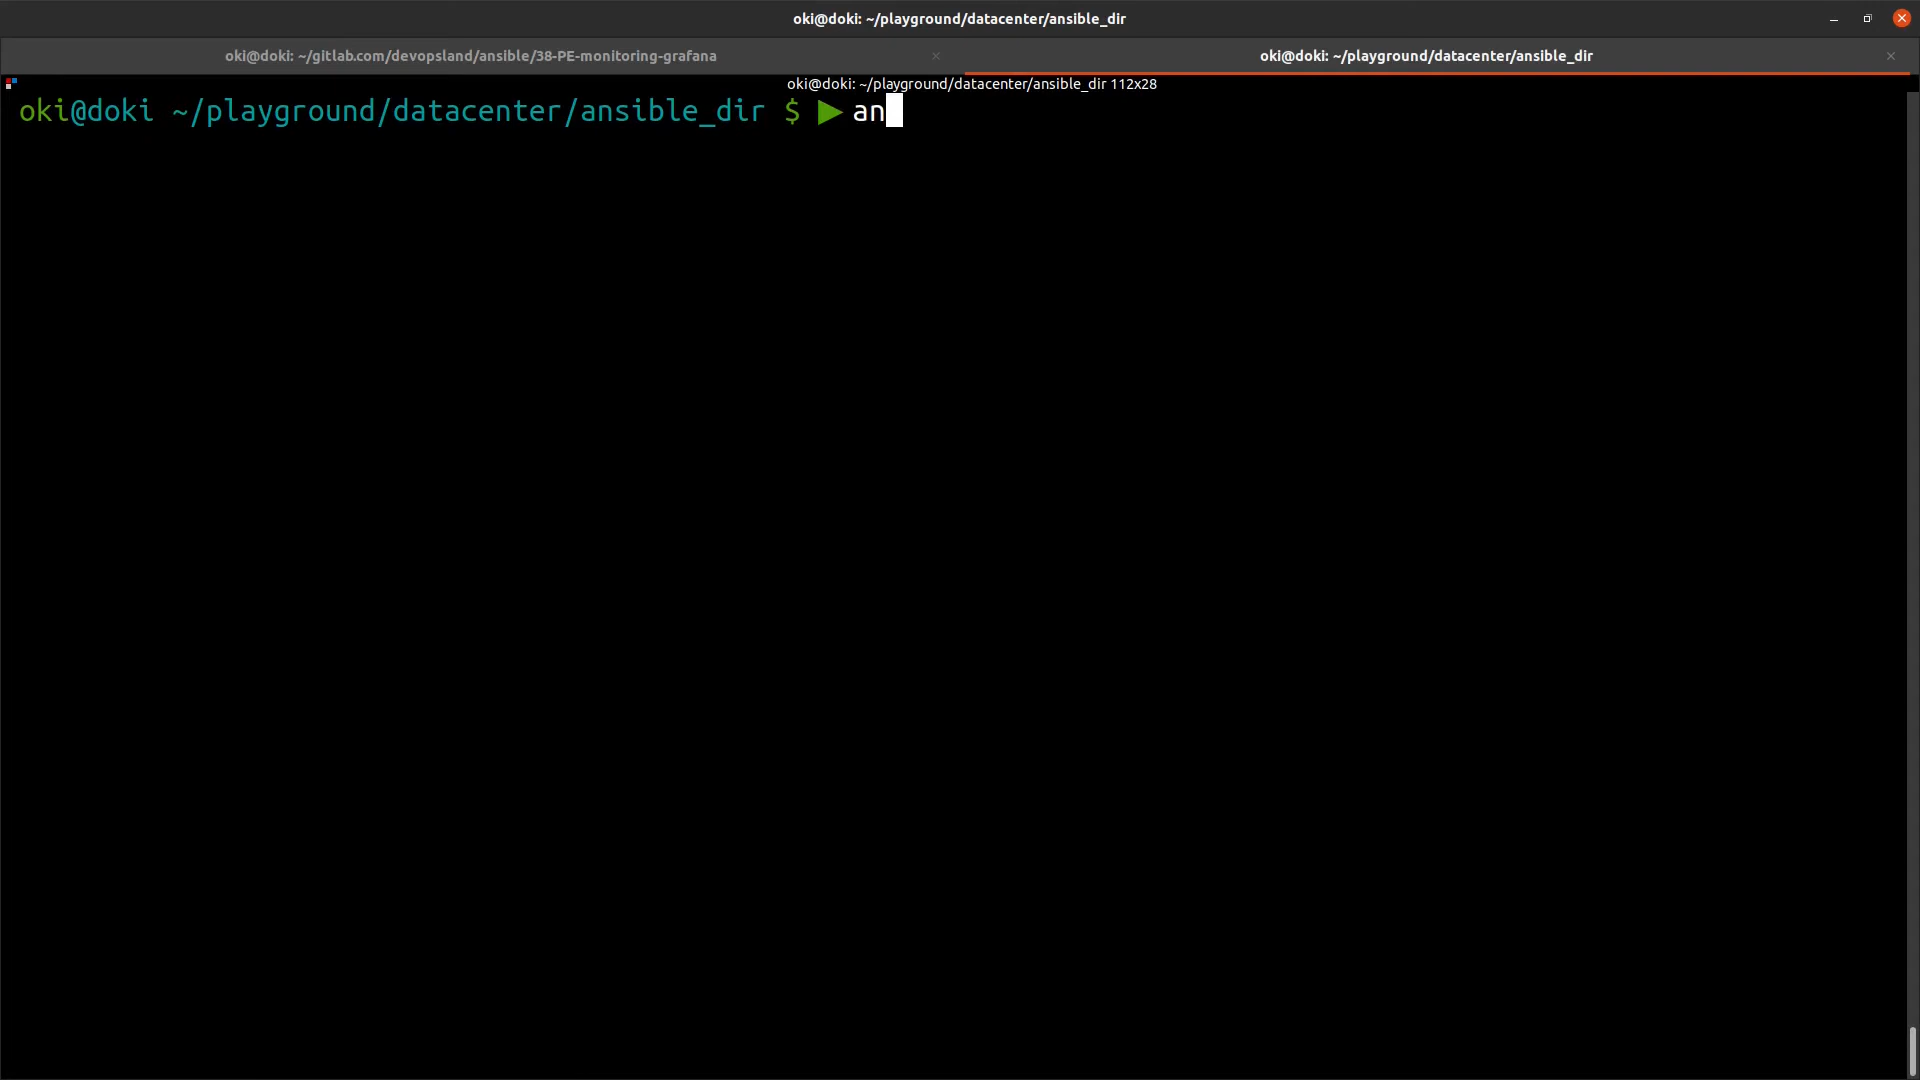 oki@doki: ~/playground/datacenter/ansible_dir
oki@doki: ~/gitlab.com/devopsland/ansible/38-PE-monitoring-grafana
oki@doki: ~/playground/datacenter/ansible_dir
oki@doki: ~/playground/datacenter/ansible_dir 112x28
oki@doki ~/playground/datacenter/ansible_dir $ ▶ an